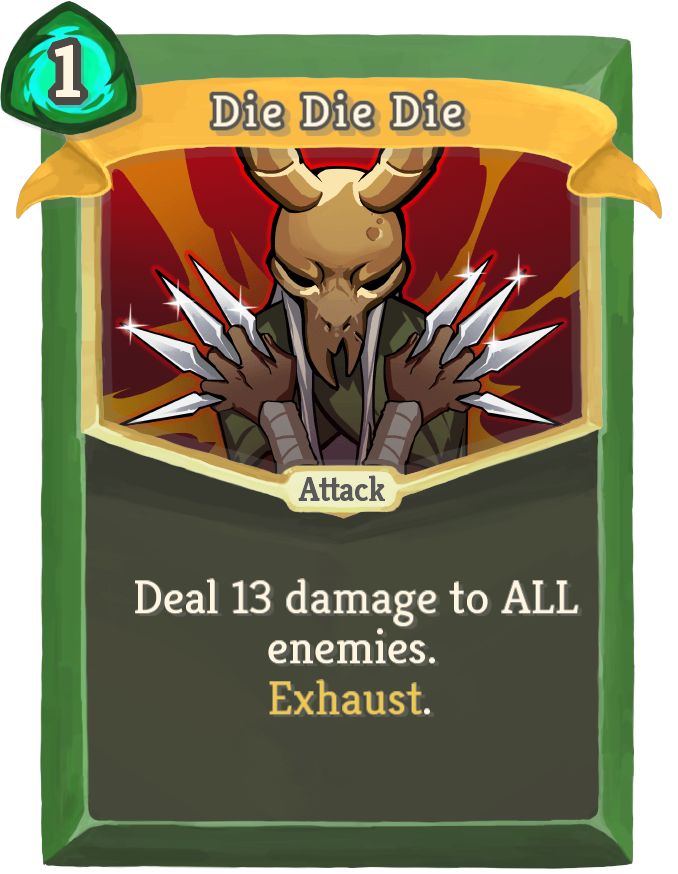 1
Die Die Die
Attack
Deal 13 damage to ALL
enemies.
Exhaust.